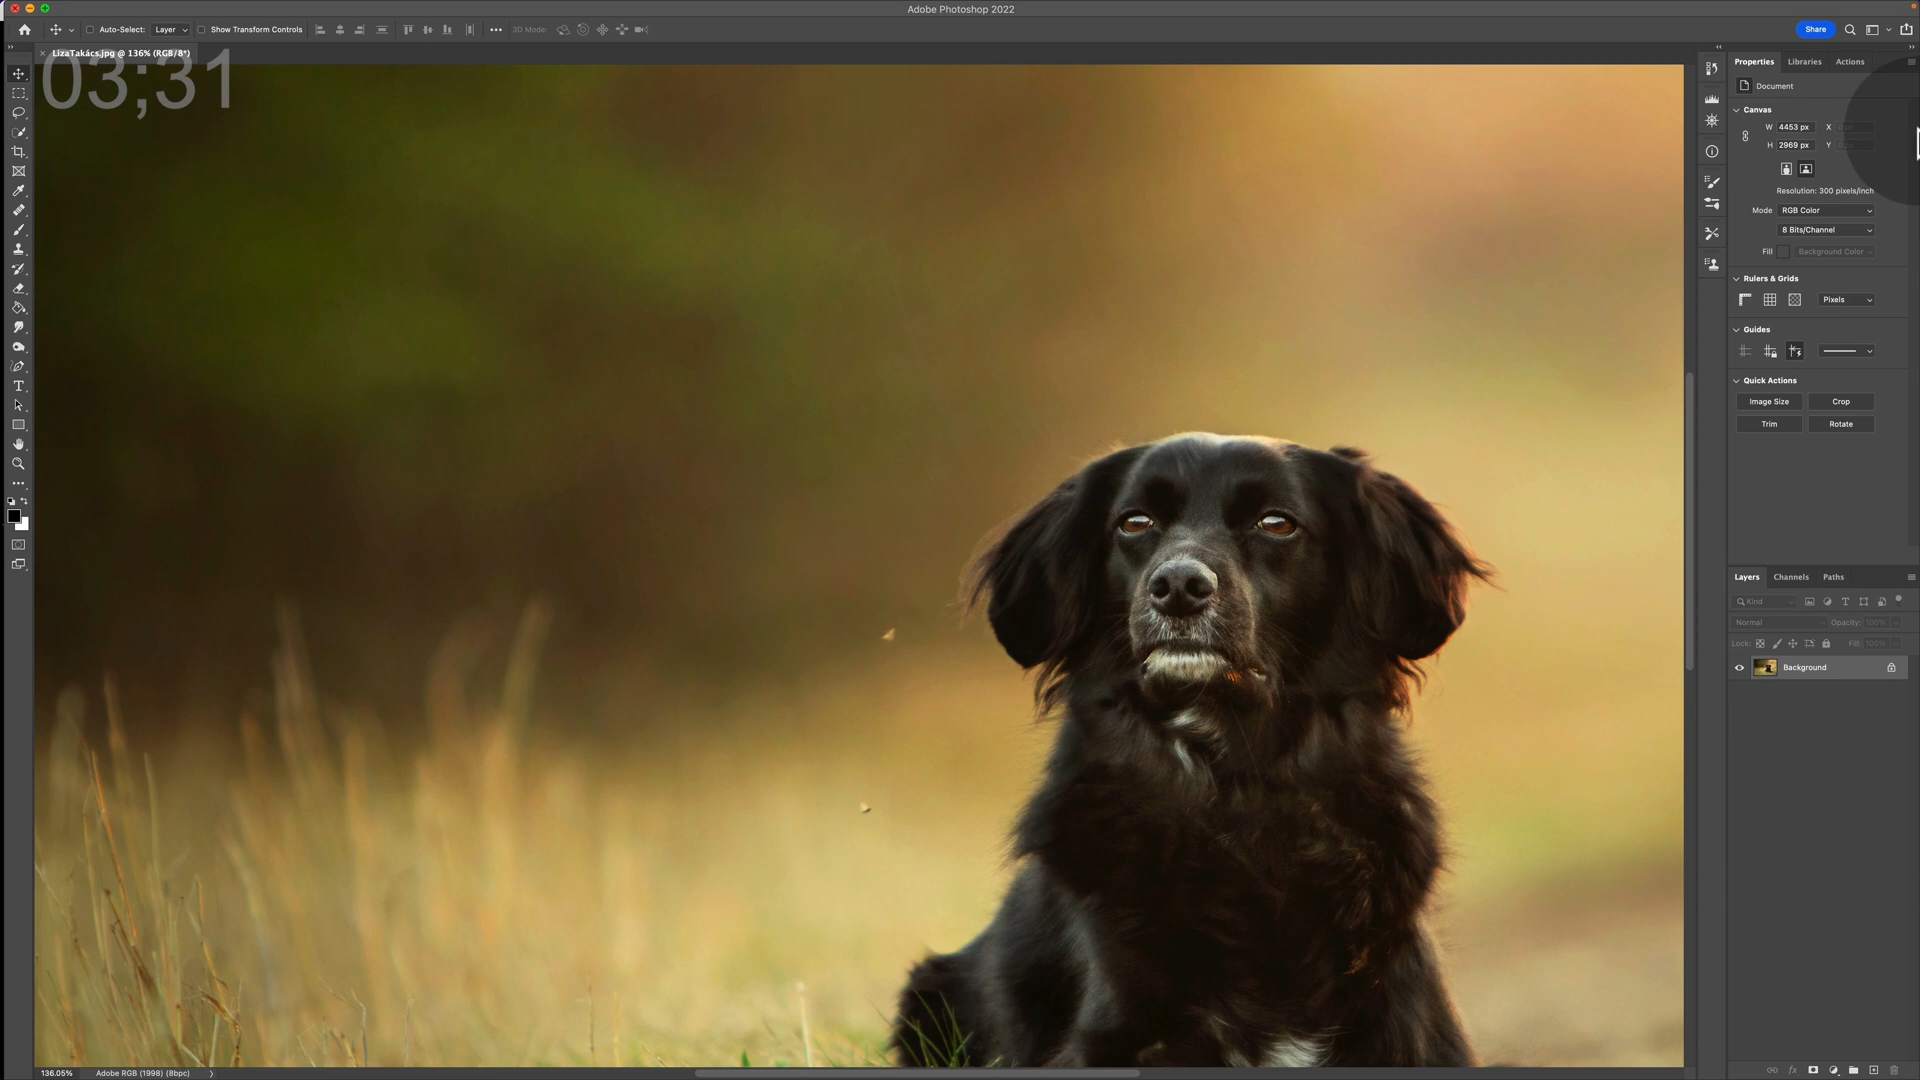 Adobe Photoshop 2022
Auto-Select: Layer Show Transform Controls 3D Mode: Share
LizaTakács.jpg @ 136% (RGB/8*)
03;31
Properties Libraries Actions
Document
Canvas
W 4453 px X
H 2969 px Y
Resolution: 300 pixels/inch
Mode RGB Color
8 Bits/Channel
Fill Background Color
Rulers & Grids
Pixels
Guides
Quick Actions
Image Size Crop
Trim Rotate
Layers Channels Paths
Kind
Normal Opacity: 100%
Lock: Fill: 100%
Background
136.05% Adobe RGB (1998) (8bpc)